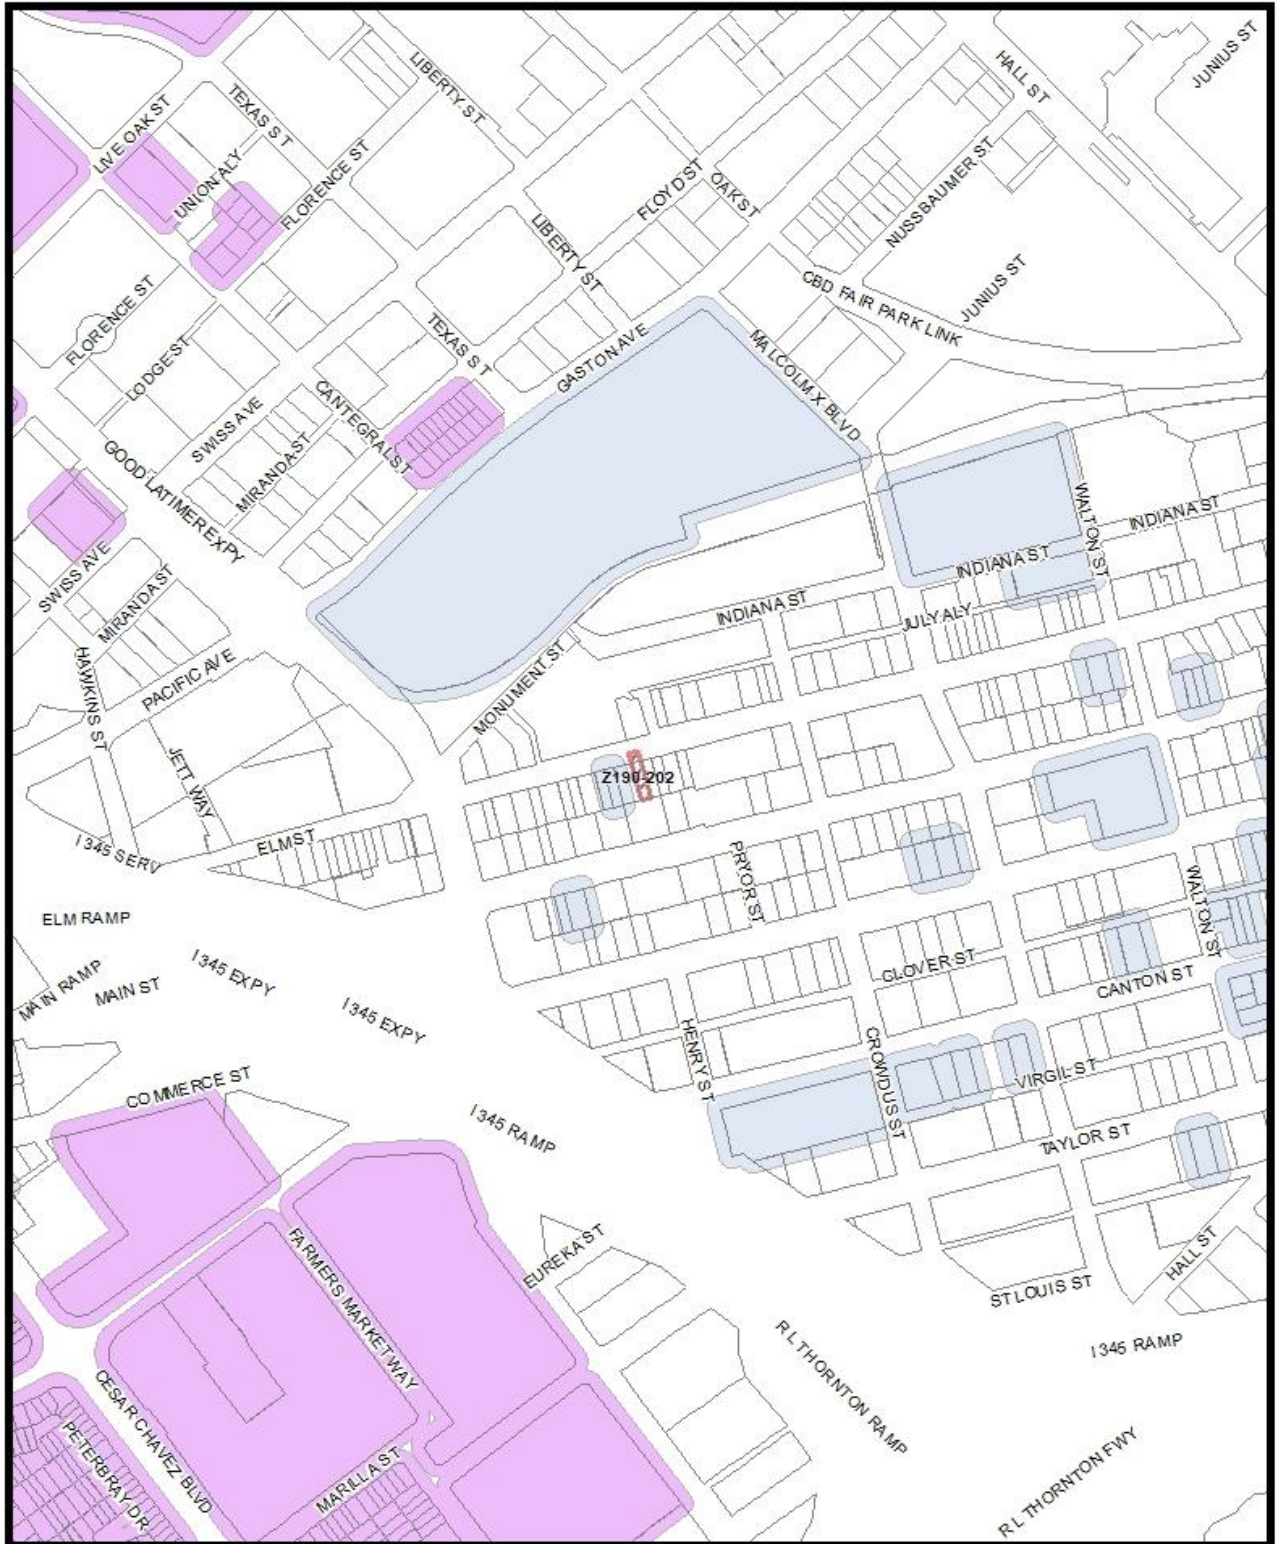 JUNIUS ST
HALL ST
LIBERTY ST
TEXAS ST
LIVE OAK ST
UNION ALY
FLORENCE ST
FLOYD ST
OAK ST
NUSSBAUMER ST
LIBERTY ST
CBD FAIR PARK LINK
JUNIUS ST
FLORENCE ST
LODGE ST
TEXAS ST
GASTON AVE
MALCOLM X BLVD
CANTEGRAL ST
SWISS AVE
MIRANDA ST
GOOD LATIMER EXPY
WALTON ST
INDIANA ST
INDIANA ST
SWISS AVE
MIRANDA ST
INDIANA ST
JULY ALY
PACIFIC AVE
HAWKINS ST
MONUMENT ST
JETT WAY
Z190-202
ELM ST
I 345 SERV
PRYOR ST
WALTON ST
ELM RAMP
MAIN RAMP
MAIN ST
I 345 EXPY
I 345 EXPY
CLOVER ST
CANTON ST
HENRY ST
CROWDUS ST
VIRGIL ST
COMMERCE ST
I 345 RAMP
TAYLOR ST
FARMERS MARKET WAY
EUREKA ST
HALL ST
ST LOUIS ST
R L THORNTON RAMP
I 345 RAMP
CESAR CHAVEZ BLVD
PETERBRAY DR
MARILLA ST
R L THORNTON FWY